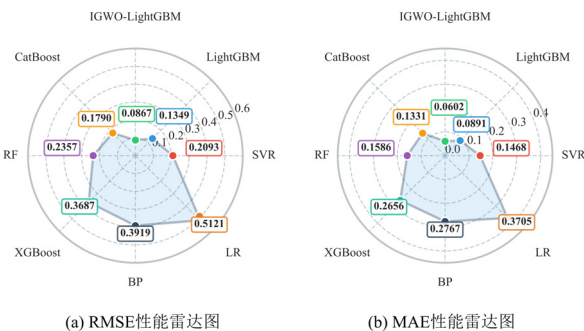 IGWO-LightGBM
CatBoost
LightGBM
0.6
0.5
0.4
0.3
0.2
0.1
0.1790
0.0867
0.1349
0.2357
0.2093
RF
SVR
0.3687
0.3919
0.5121
XGBoost
LR
BP
(a) RMSE性能雷达图
IGWO-LightGBM
CatBoost
LightGBM
0.4
0.3
0.2
0.1
0.0
0.1331
0.0602
0.0891
0.1586
0.1468
RF
SVR
0.2656
0.2767
0.3705
XGBoost
LR
BP
(b) MAE性能雷达图